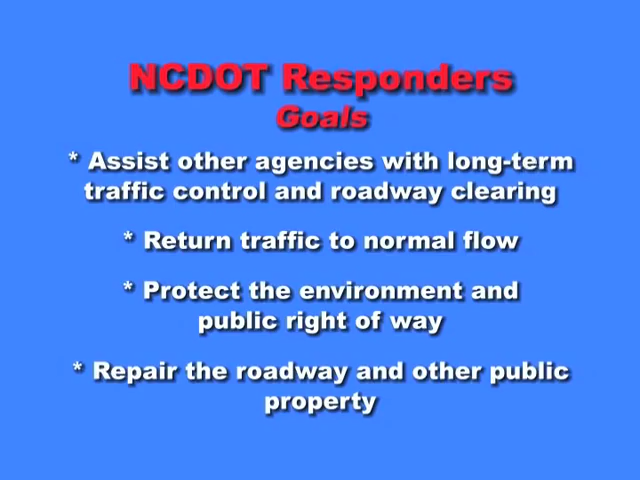 NCDOT Responders
Goals
* Assist other agencies with long-term
traffic control and roadway clearing
* Return traffic to normal flow
* Protect the environment and
public right of way
* Repair the roadway and other public
property